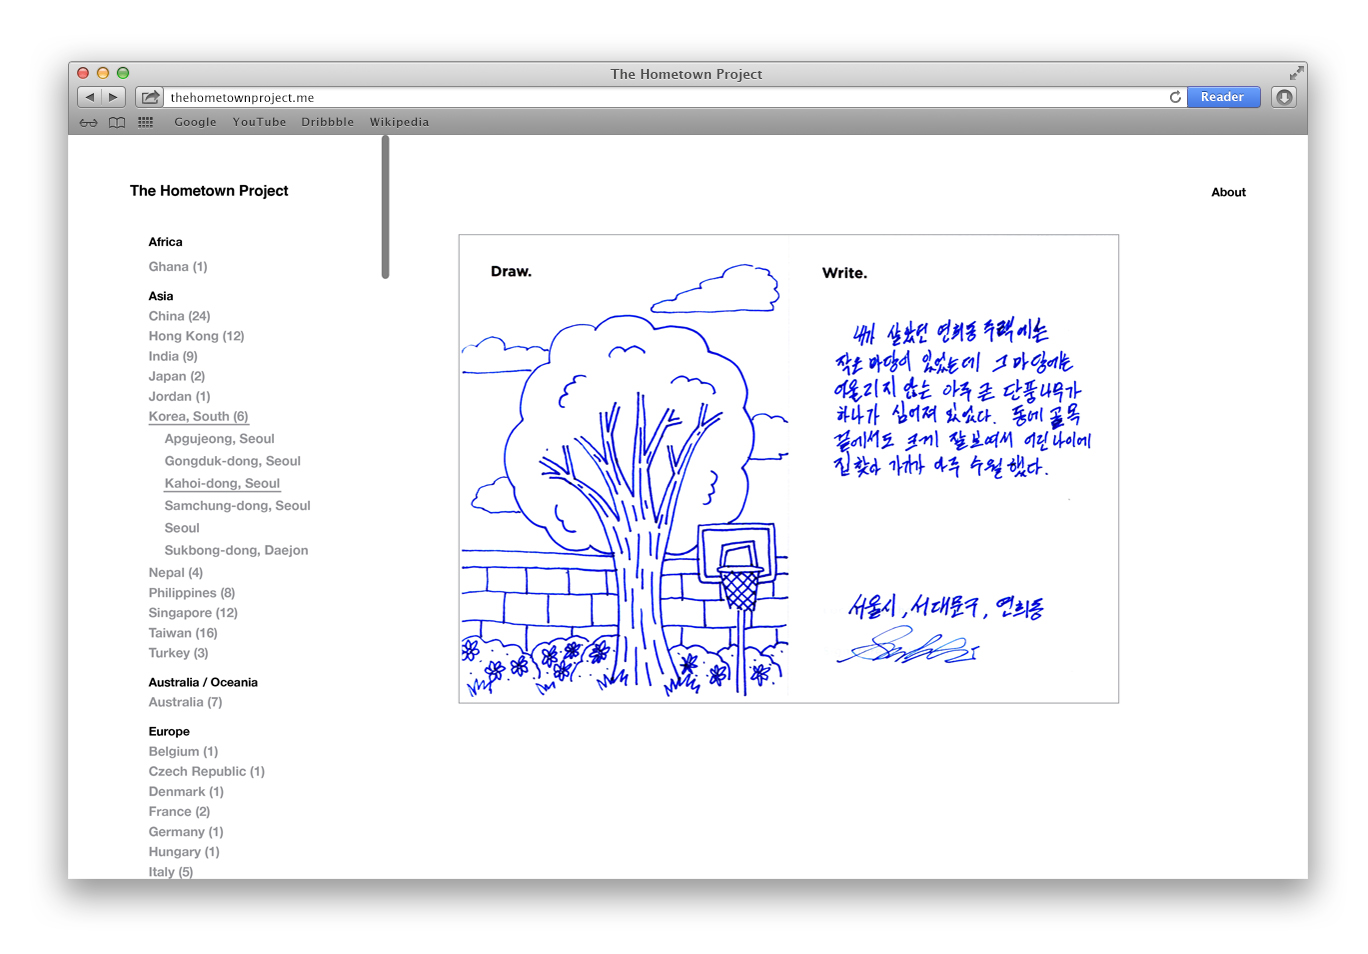 The Hometown Project
thehometownproject.me
Reader
Google YouTube Dribbble Wikipedia
The Hometown Project
About
Africa
Ghana (1)
Asia
China (24)
Hong Kong (12)
India (9)
Japan (2)
Jordan (1)
Korea, South (6)
Apgujeong, Seoul
Gongduk-dong, Seoul
Kahoi-dong, Seoul
Samchung-dong, Seoul
Seoul
Sukbong-dong, Daejon
Nepal (4)
Philippines (8)
Singapore (12)
Taiwan (16)
Turkey (3)
Australia / Oceania
Australia (7)
Europe
Belgium (1)
Czech Republic (1)
Denmark (1)
France (2)
Germany (1)
Hungary (1)
Italy (5)
Draw.
Write.
내가 살았던 연희동 주택에는
작은 마당이 있었는데 그 마당에는
어울리지 않는 아주 큰 단풍나무가
하나가 심어져 있었다. 동네 골목
끝에서도 크게 잘 보여서 어린 나이에
집 찾아 가기가 아주 수월했다.
서울시, 서대문구, 연희동